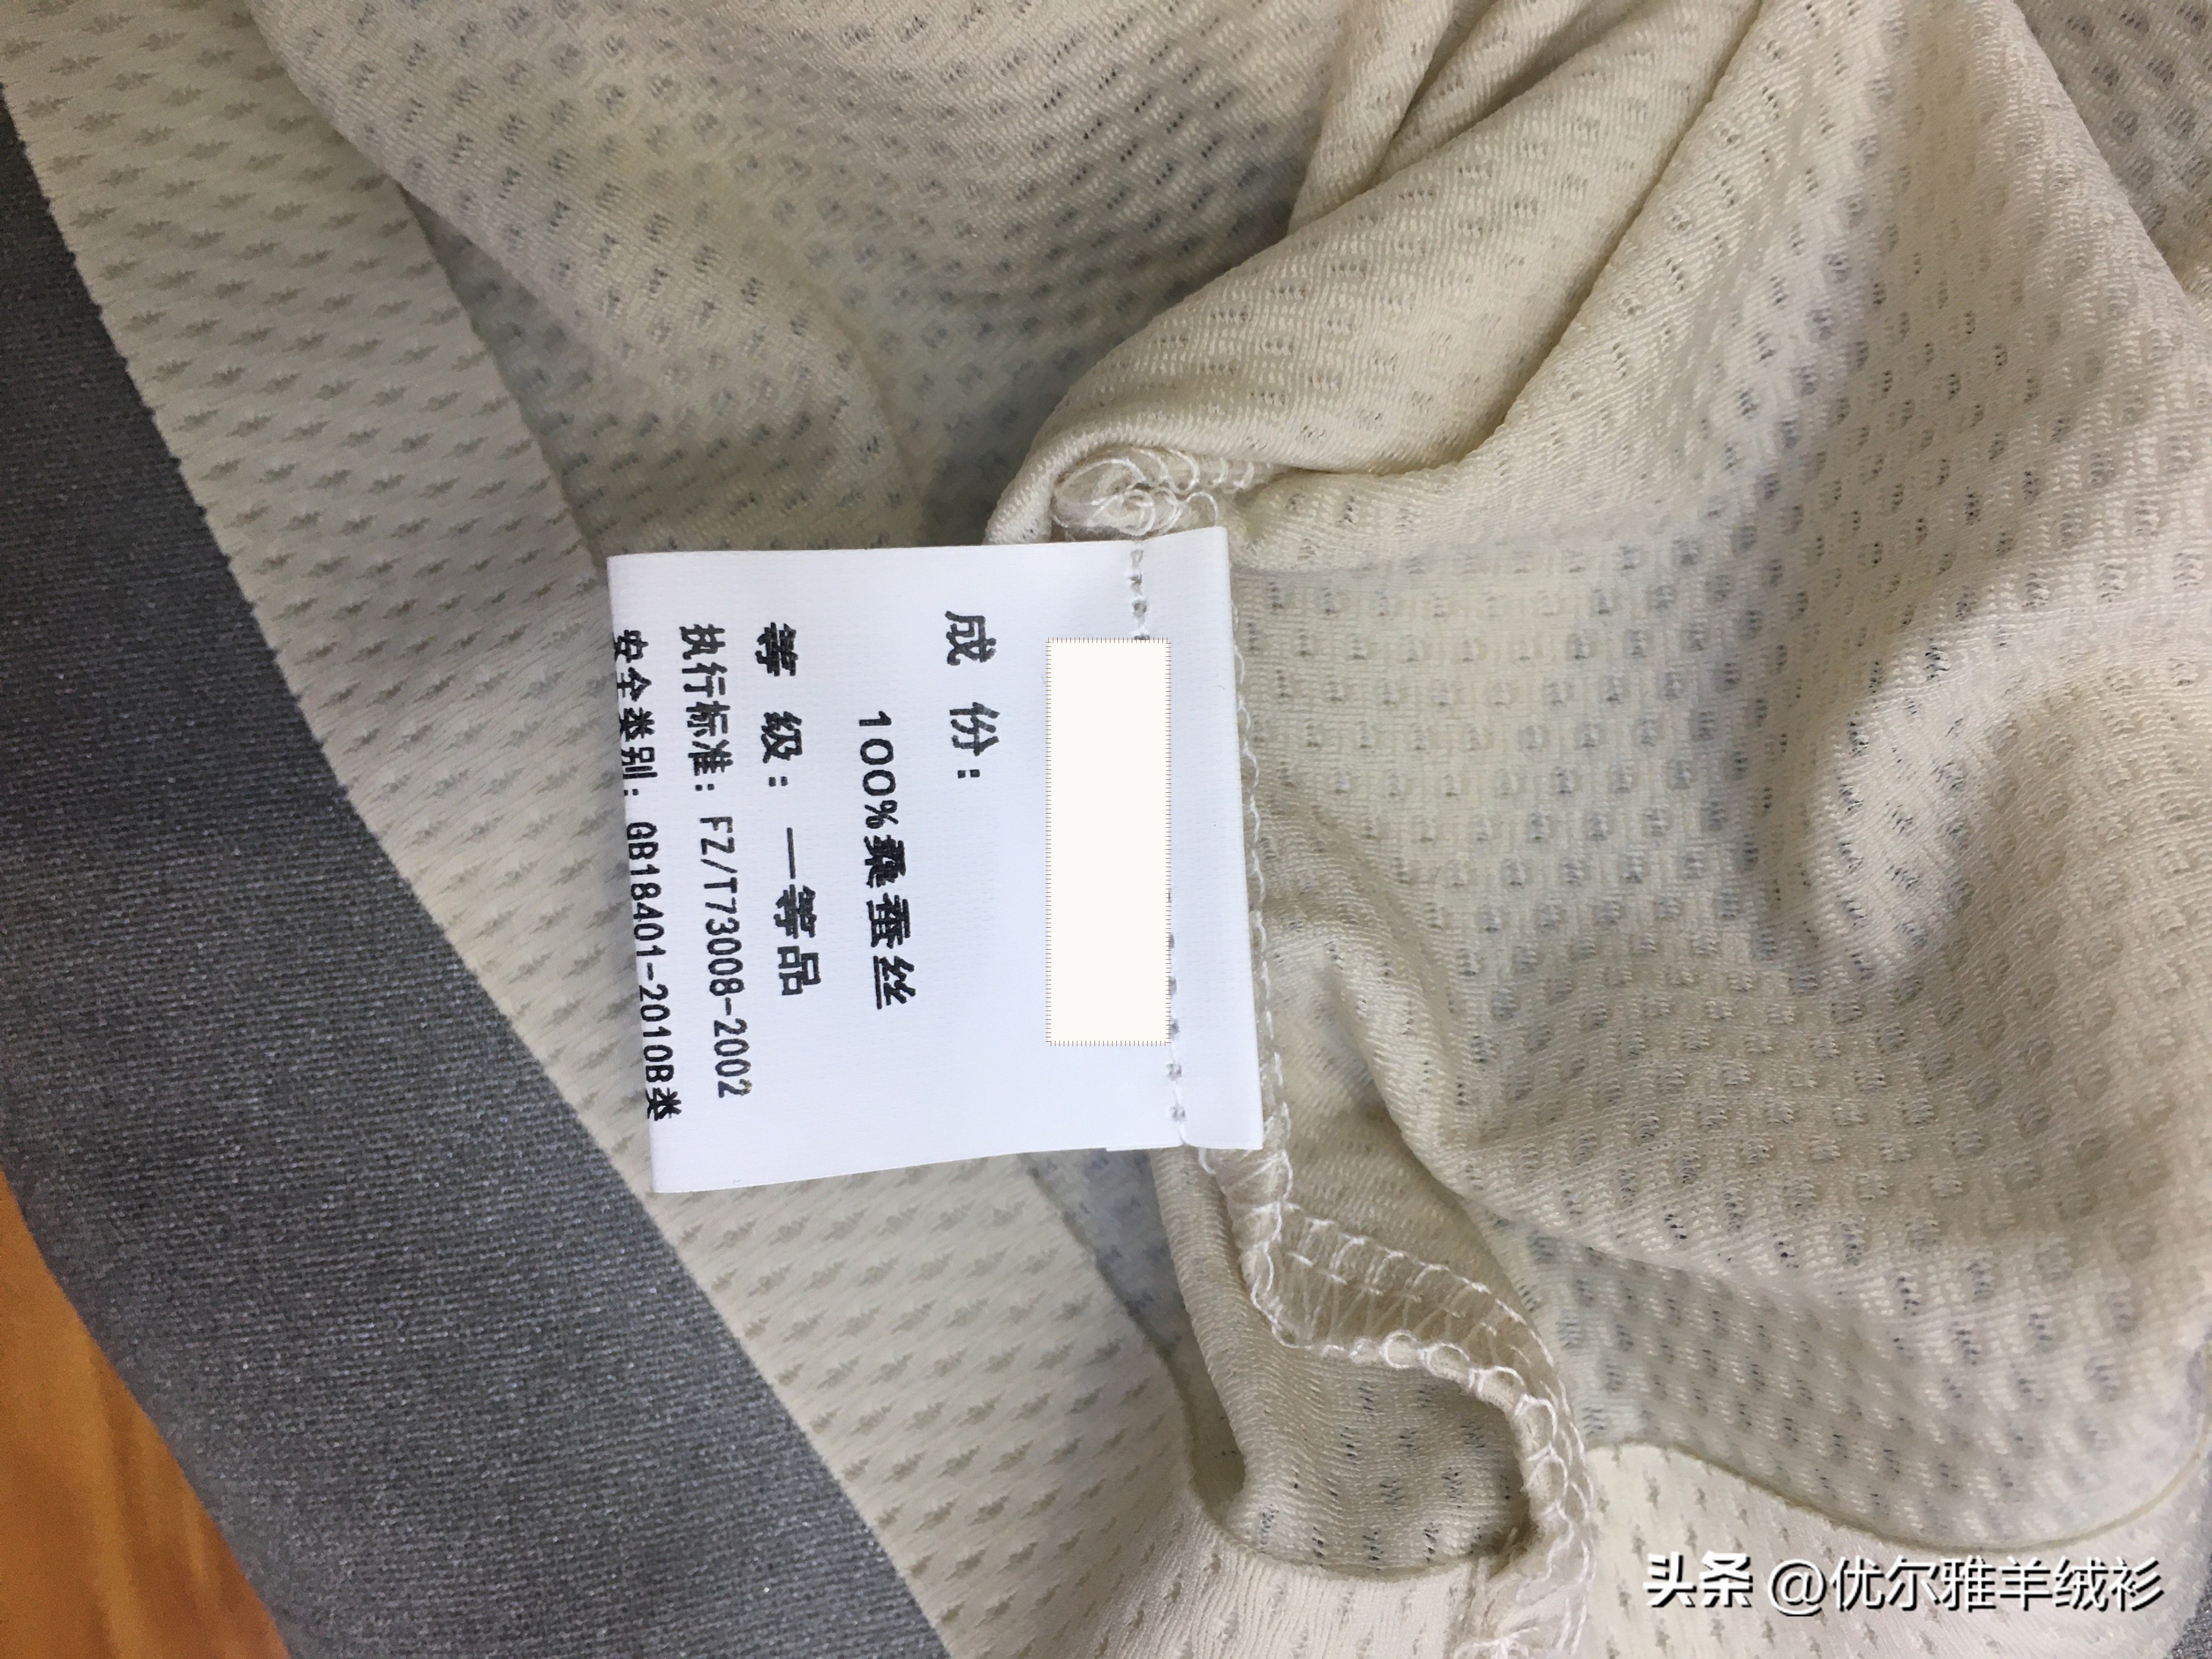 成 份：
100%桑蚕丝
等 级：一等品
执行标准：FZ/T73008-2002
安全类别：GB18401-2010B类
头条 @优尔雅羊绒衫